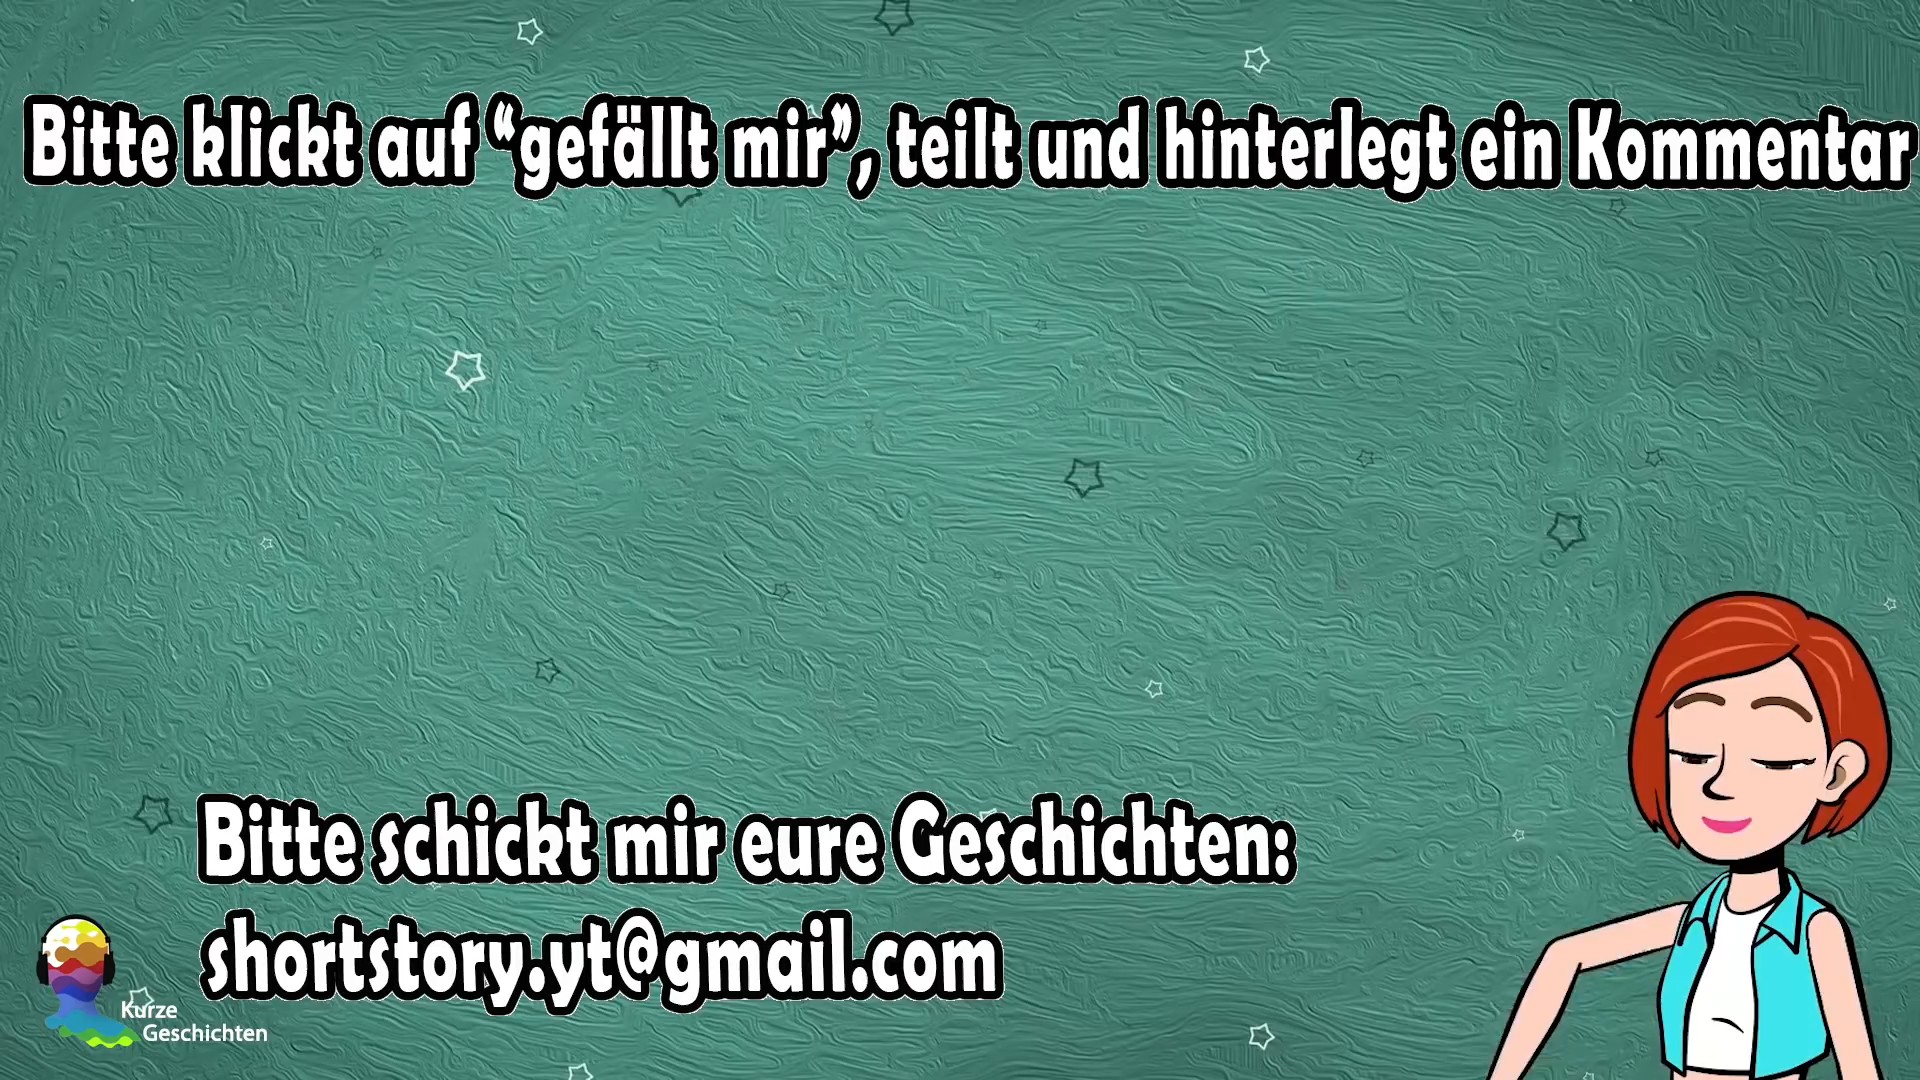 Bitte klickt auf “gefällt mir”, teilt und hinterlegt ein Kommentar
Bitte schickt mir eure Geschichten:
shortstory.yt@gmail.com
Kurze
Geschichten